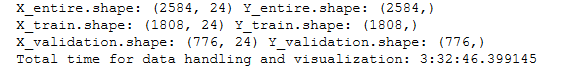 X_entire.shape: (2584, 24) Y_entire.shape: (2584,)
X_train.shape: (1808, 24) Y_train.shape: (1808,)
X_validation.shape: (776, 24) Y_validation.shape: (776,)
Total time for data handling and visualization: 3:32:46.399145